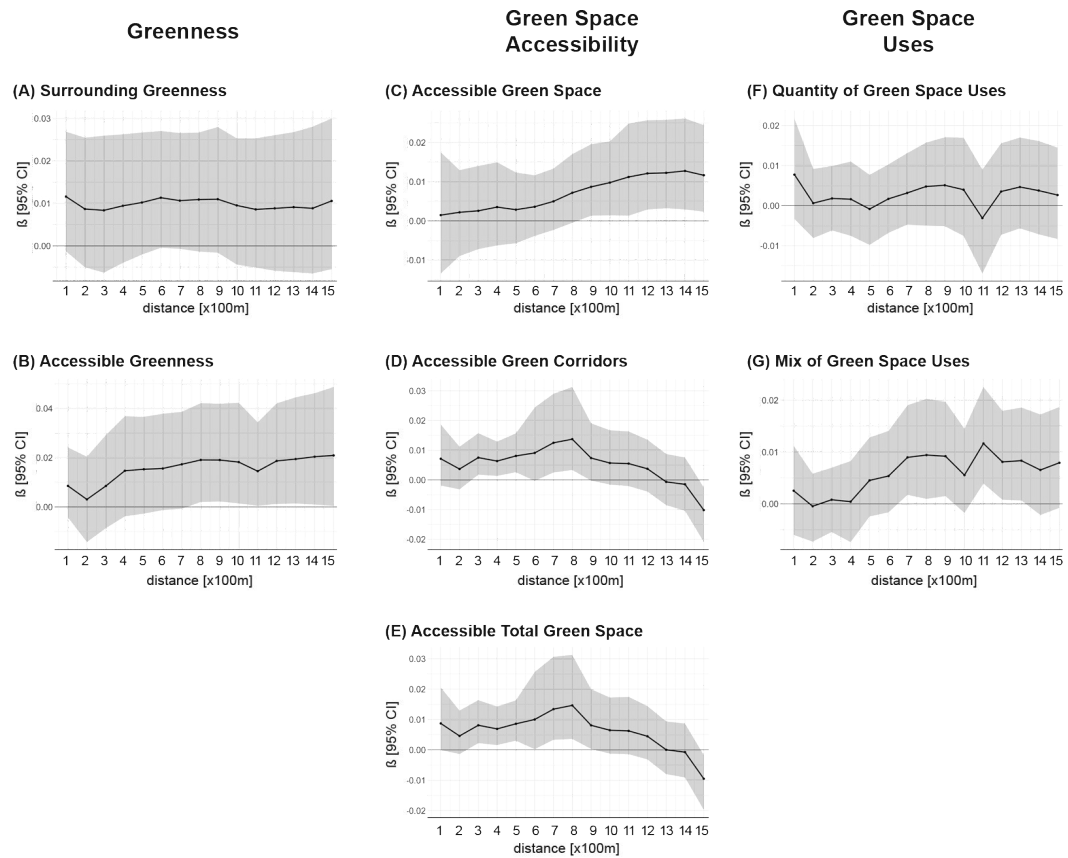 Greenness
Green Space
Accessibility
Green Space
Uses
(A) Surrounding Greenness
0.03
0.02
0.01
0.00
ß [95% CI]
1 2 3 4 5 6 7 8 9 10 11 12 13 14 15
distance [x100m]
(C) Accessible Green Space
0.02
0.01
0.00
-0.01
ß [95% CI]
1 2 3 4 5 6 7 8 9 10 11 12 13 14 15
distance [x100m]
(F) Quantity of Green Space Uses
0.02
0.01
0.00
-0.01
ß [95% CI]
1 2 3 4 5 6 7 8 9 10 11 12 13 14 15
distance [x100m]
(B) Accessible Greenness
0.04
0.02
0.00
ß [95% CI]
1 2 3 4 5 6 7 8 9 10 11 12 13 14 15
distance [x100m]
(D) Accessible Green Corridors
0.03
0.02
0.01
0.00
-0.01
-0.02
ß [95% CI]
1 2 3 4 5 6 7 8 9 10 11 12 13 14 15
distance [x100m]
(G) Mix of Green Space Uses
0.02
0.01
0.00
ß [95% CI]
1 2 3 4 5 6 7 8 9 10 11 12 13 14 15
distance [x100m]
(E) Accessible Total Green Space
0.03
0.02
0.01
0.00
-0.01
-0.02
ß [95% CI]
1 2 3 4 5 6 7 8 9 10 11 12 13 14 15
distance [x100m]